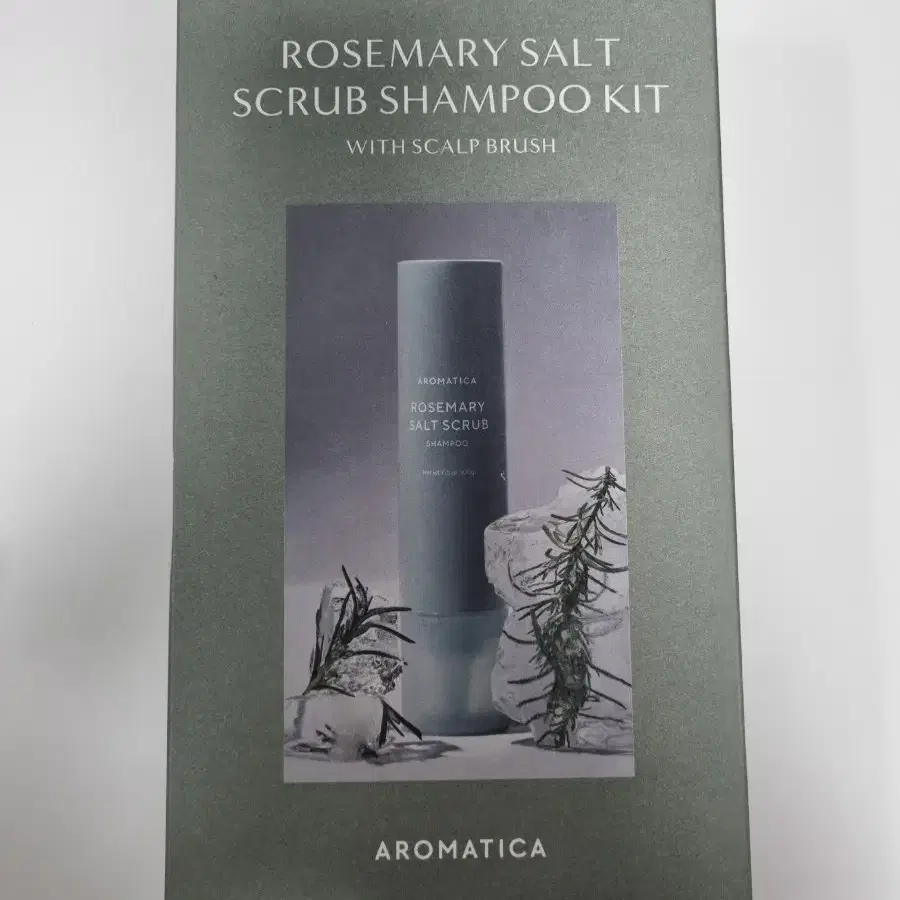 ROSEMARY SALT
SCRUB SHAMPOO KIT
WITH SCALP BRUSH
AROMATICA
ROSEMARY
SALT SCRUB
SHAMPOO
AROMATICA